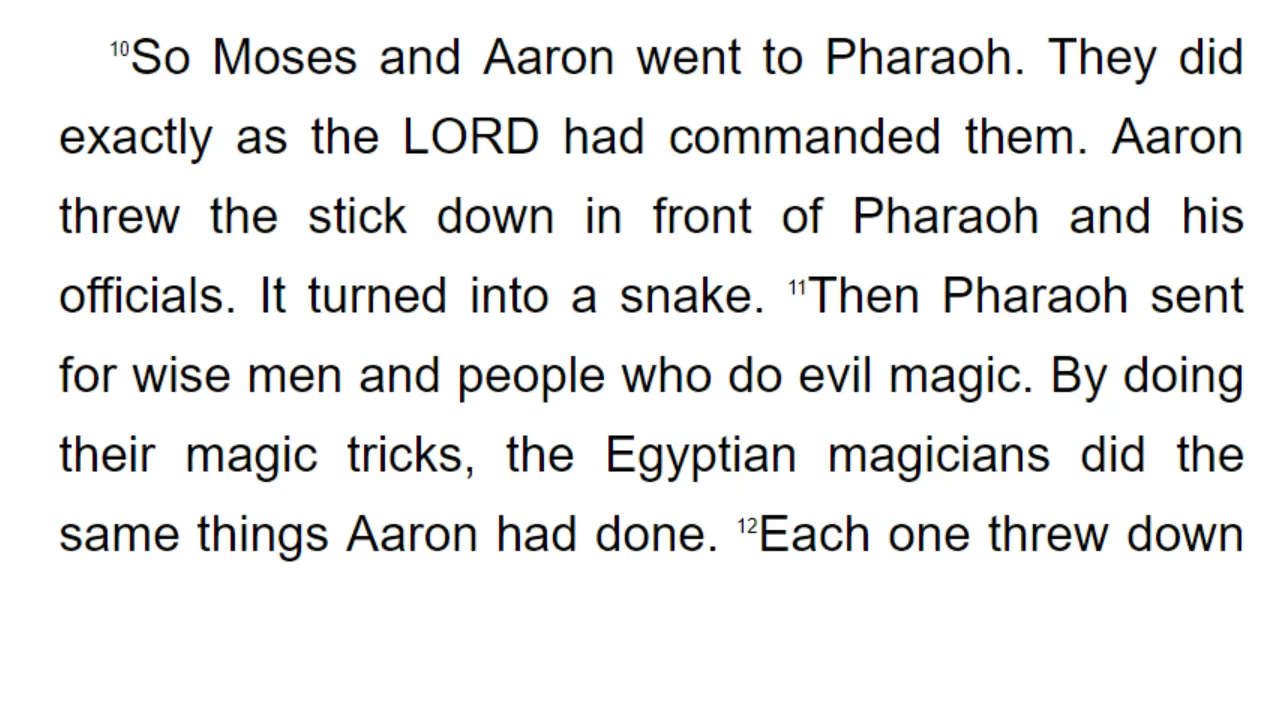 ¹⁰So Moses and Aaron went to Pharaoh. They did
exactly as the LORD had commanded them. Aaron
threw the stick down in front of Pharaoh and his
officials. It turned into a snake. ¹¹Then Pharaoh sent
for wise men and people who do evil magic. By doing
their magic tricks, the Egyptian magicians did the
same things Aaron had done. ¹²Each one threw down